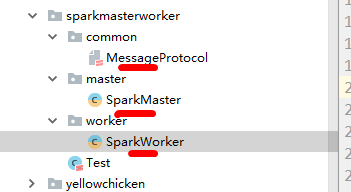 sparkmasterworker
common
MessageProtocol
master
SparkMaster
worker
SparkWorker
Test
yellowchicken